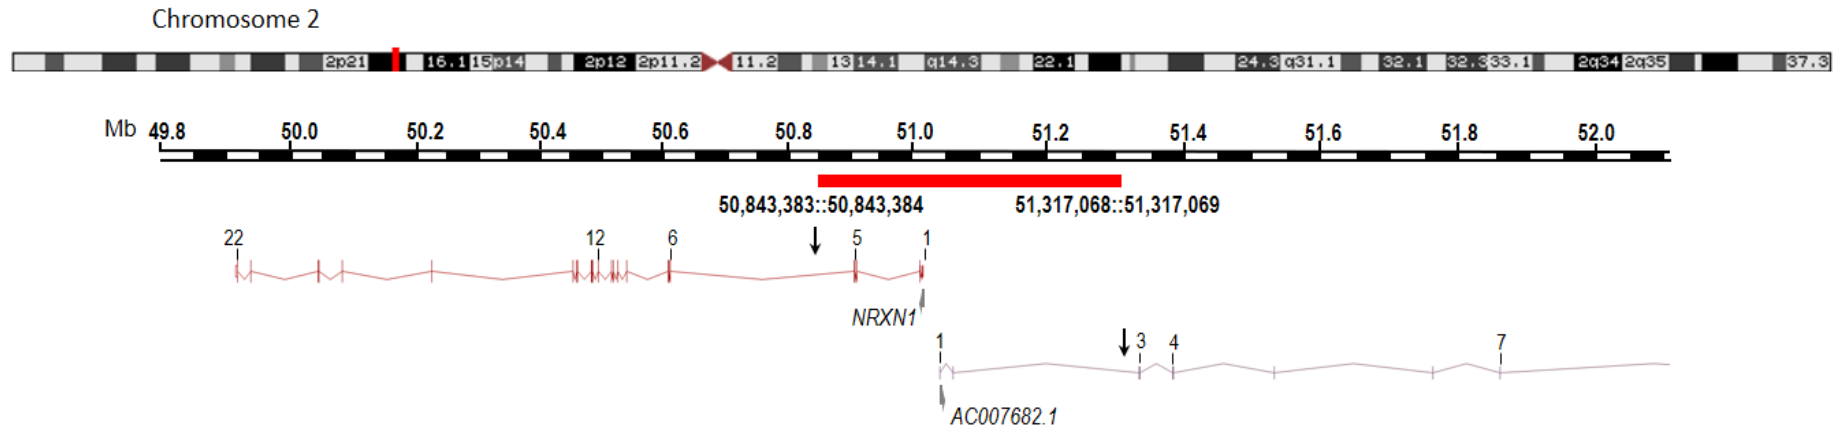 Chromosome 2
2p21 16.1 15 p14 2p12 2p11.2 11.2 13 14.1 q14.3 22.1 24.3 q31.1 32.1 32.3 33.1 2q34 2q35 37.3
Mb 49.8 50.0 50.2 50.4 50.6 50.8 51.0 51.2 51.4 51.6 51.8 52.0
50,843,383::50,843,384 51,317,068::51,317,069
22 12 6 5 1
NRXN1
1 3 4 7
AC007682.1